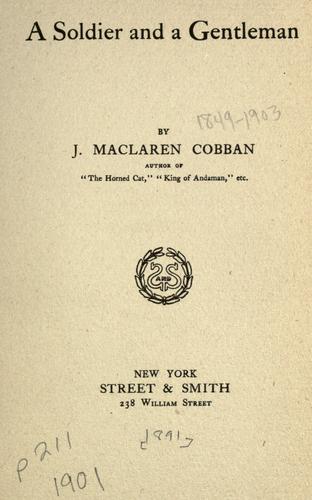 A Soldier and a Gentleman
1849-1903
BY
J. MACLAREN COBBAN
AUTHOR OF
"The Horned Cat," "King of Andaman," etc.
S AND S
NEW YORK
STREET & SMITH
238 William Street
p 211
1901